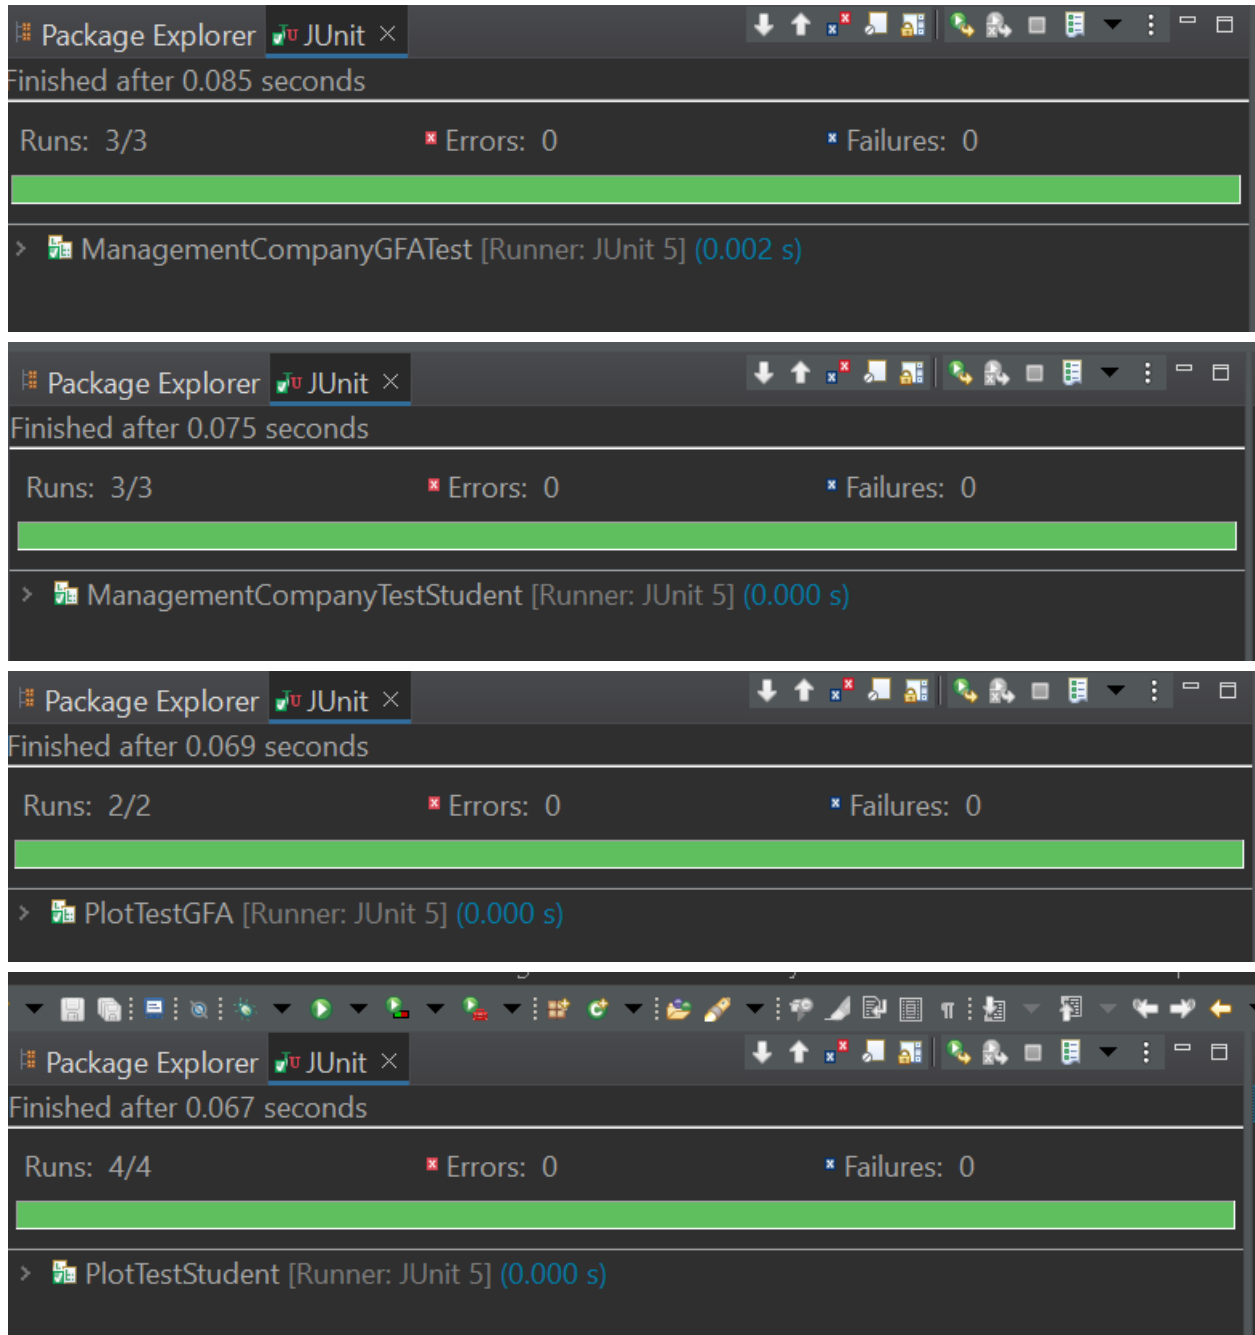 Package Explorer JUnit
Finished after 0.085 seconds
Runs: 3/3 Errors: 0 Failures: 0
ManagementCompanyGFATest [Runner: JUnit 5] (0.002 s)
Package Explorer JUnit
Finished after 0.075 seconds
Runs: 3/3 Errors: 0 Failures: 0
ManagementCompanyTestStudent [Runner: JUnit 5] (0.000 s)
Package Explorer JUnit
Finished after 0.069 seconds
Runs: 2/2 Errors: 0 Failures: 0
PlotTestGFA [Runner: JUnit 5] (0.000 s)
Package Explorer JUnit
Finished after 0.067 seconds
Runs: 4/4 Errors: 0 Failures: 0
PlotTestStudent [Runner: JUnit 5] (0.000 s)